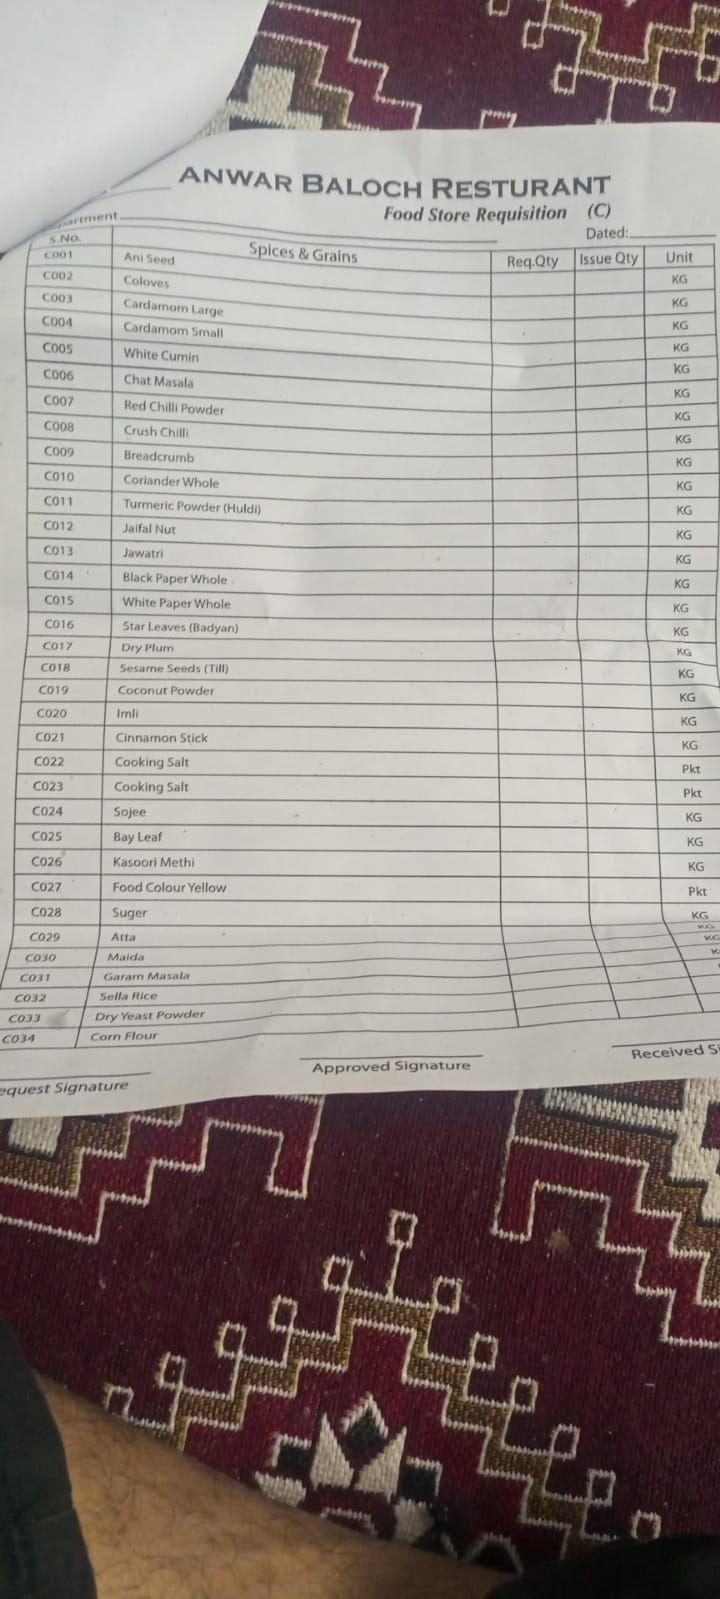 ANWAR BALOCH RESTURANT
Food Store Requisition (C)
partment
Dated:
S.No. Spices & Grains Req.Qty Issue Qty Unit
C001 Ani Seed KG
C002 Coloves KG
C003 Cardamom Large KG
C004 Cardamom Small KG
C005 White Cumin KG
C006 Chat Masala KG
C007 Red Chilli Powder KG
C008 Crush Chilli KG
C009 Breadcrumb KG
C010 Coriander Whole KG
C011 Turmeric Powder (Huldi) KG
C012 Jaifal Nut KG
C013 Jawatri KG
C014 Black Paper Whole KG
C015 White Paper Whole KG
C016 Star Leaves (Badyan) KG
C017 Dry Plum KG
C018 Sesame Seeds (Till) KG
C019 Coconut Powder KG
C020 Imli KG
C021 Cinnamon Stick KG
C022 Cooking Salt Pkt
C023 Cooking Salt Pkt
C024 Sojee KG
C025 Bay Leaf KG
C026 Kasoori Methi KG
C027 Food Colour Yellow Pkt
C028 Suger KG
C029 Atta KG
C030 Maida KG
C031 Garam Masala K
C032 Sella Rice
C033 Dry Yeast Powder
C034 Corn Flour
equest Signature Approved Signature Received Si